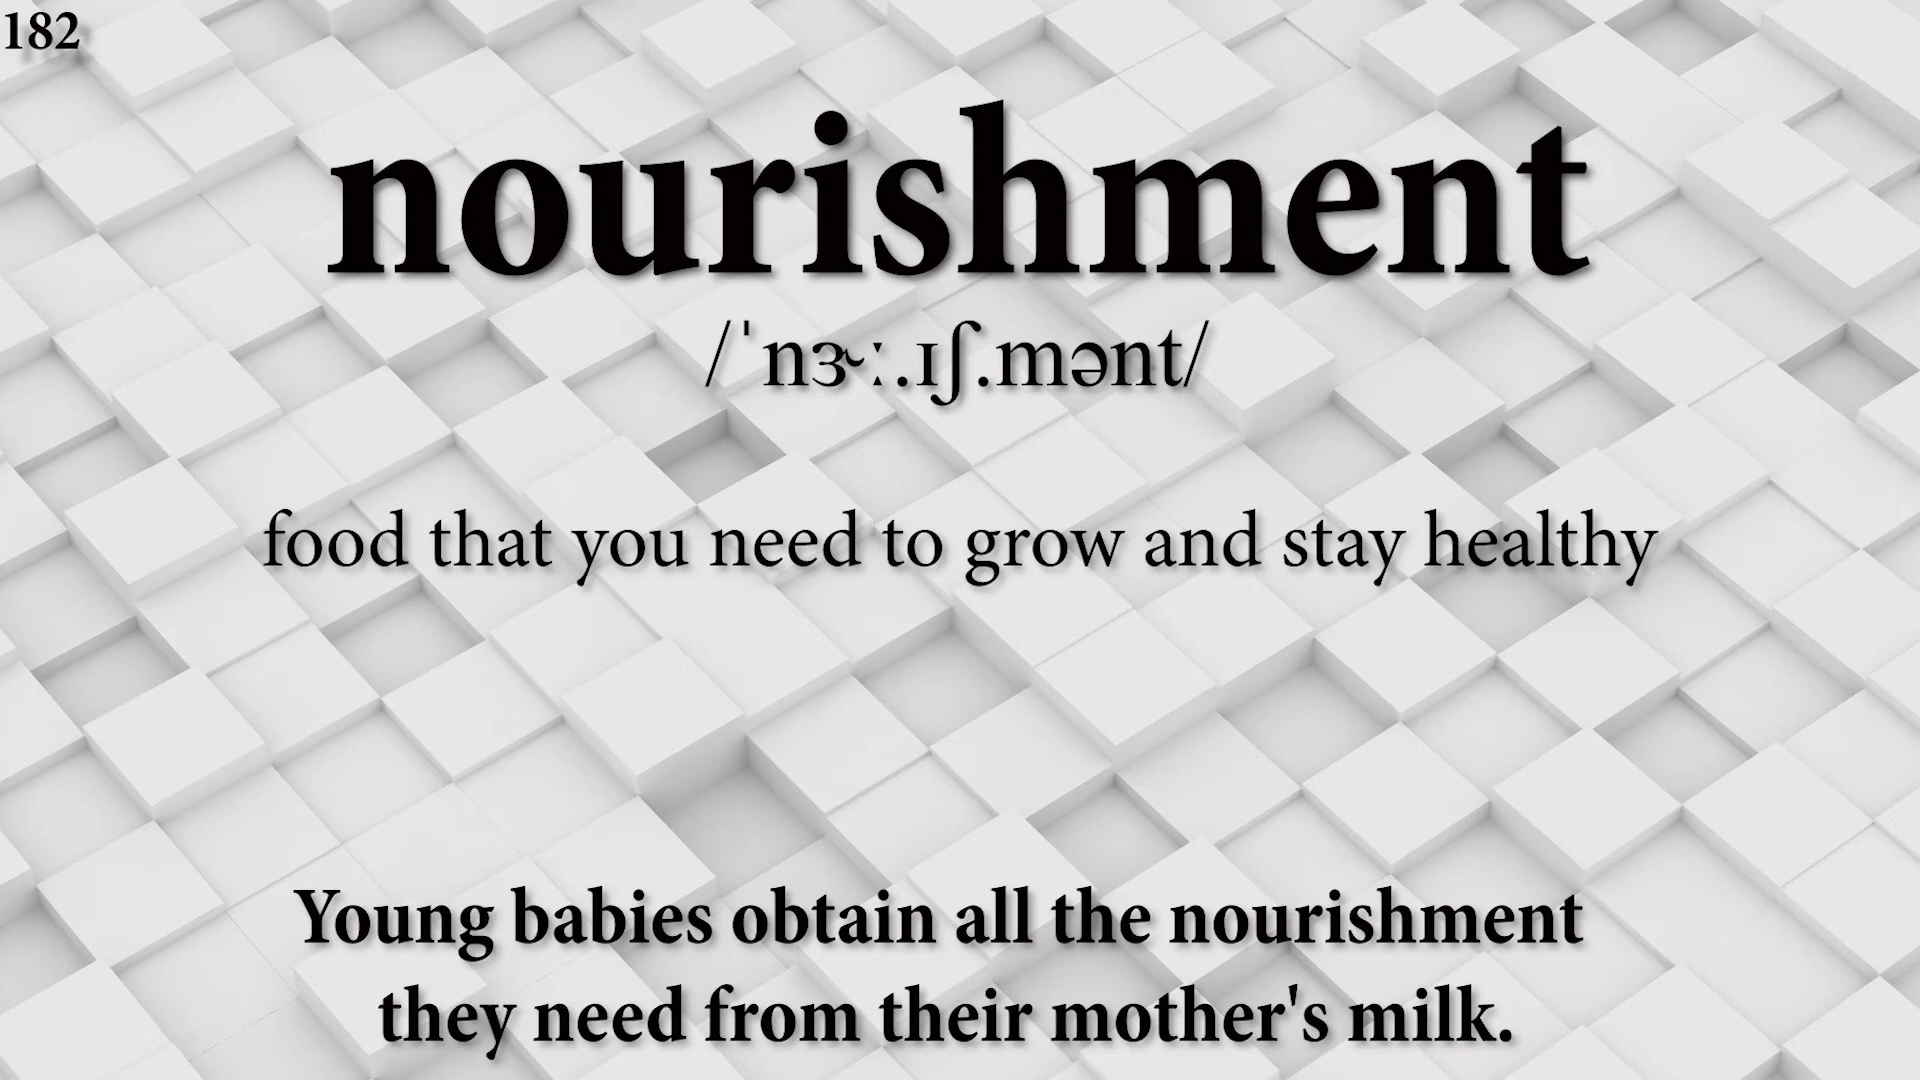 182
nourishment
/ˈnɝː.ɪʃ.mənt/
food that you need to grow and stay healthy
Young babies obtain all the nourishment
they need from their mother's milk.